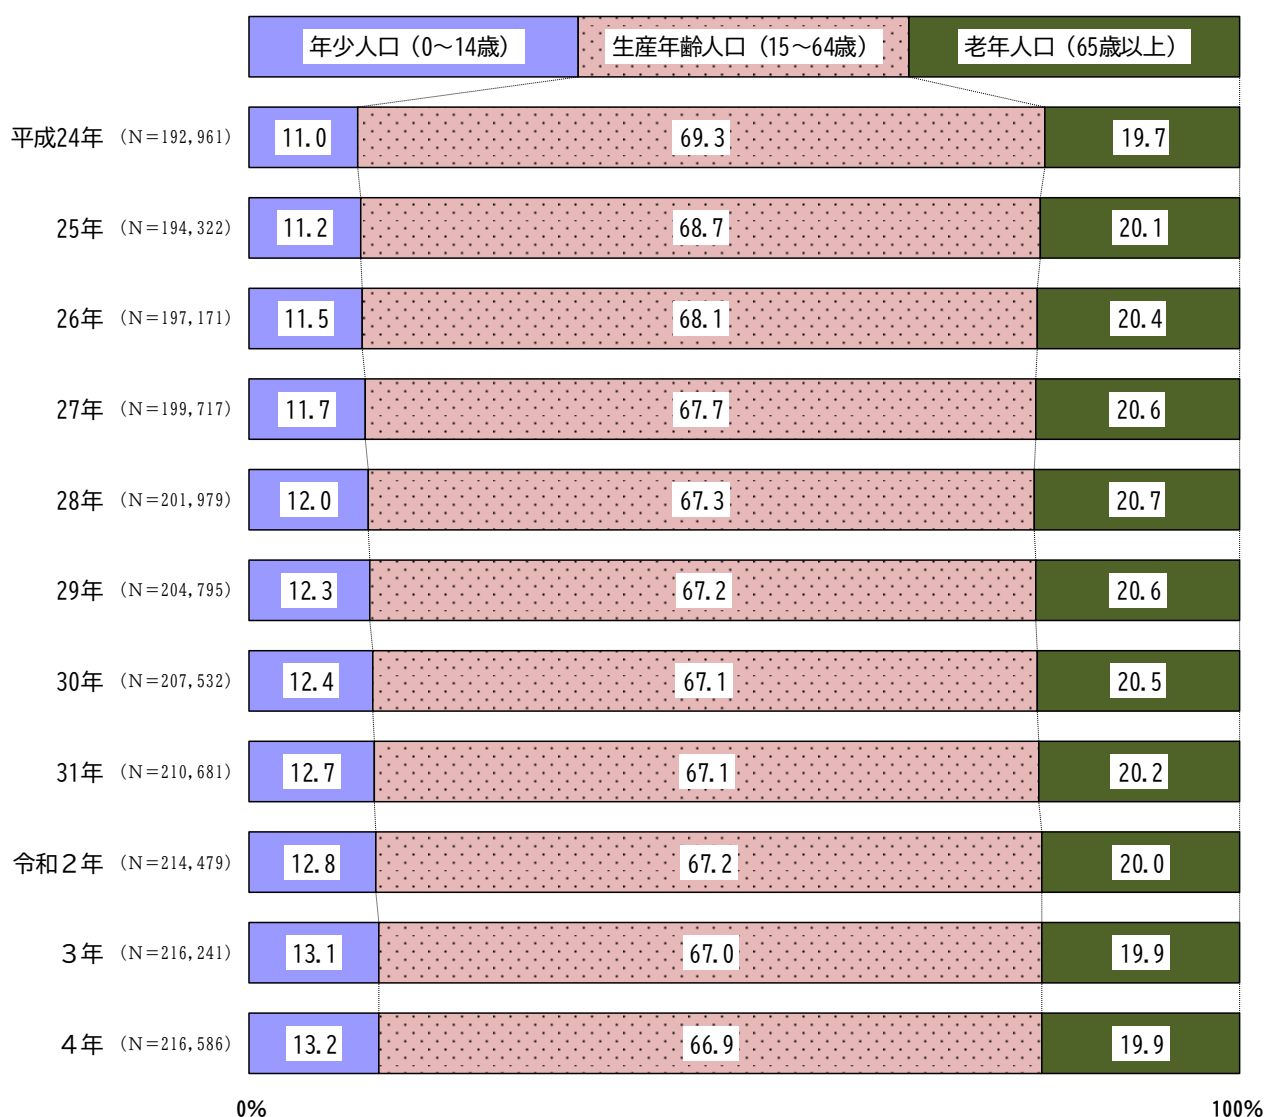 年少人口（0～14歳） 生産年齢人口（15～64歳） 老年人口（65歳以上）
平成24年 （N=192,961） 11.0 69.3 19.7
25年 （N=194,322） 11.2 68.7 20.1
26年 （N=197,171） 11.5 68.1 20.4
27年 （N=199,717） 11.7 67.7 20.6
28年 （N=201,979） 12.0 67.3 20.7
29年 （N=204,795） 12.3 67.2 20.6
30年 （N=207,532） 12.4 67.1 20.5
31年 （N=210,681） 12.7 67.1 20.2
令和２年 （N=214,479） 12.8 67.2 20.0
３年 （N=216,241） 13.1 67.0 19.9
４年 （N=216,586） 13.2 66.9 19.9
0% 100%